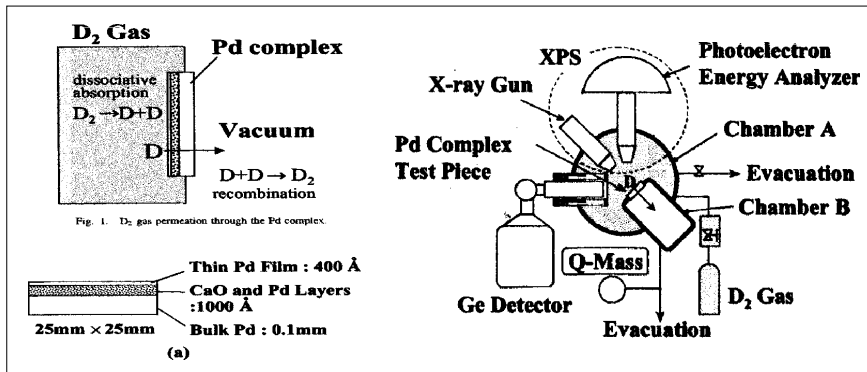 D₂ Gas
Pd complex
dissociative
absorption
D₂→D+D
D
Vacuum
D+D → D₂
recombination
Fig. 1. D₂ gas permeation through the Pd complex.
Thin Pd Film : 400 Å
CaO and Pd Layers
:1000 Å
Bulk Pd : 0.1mm
25mm × 25mm
(a)
XPS
Photoelectron
Energy Analyzer
X-ray Gun
Chamber A
Pd Complex
Test Piece
D
Evacuation
Chamber B
Q-Mass
Ge Detector
D₂ Gas
Evacuation